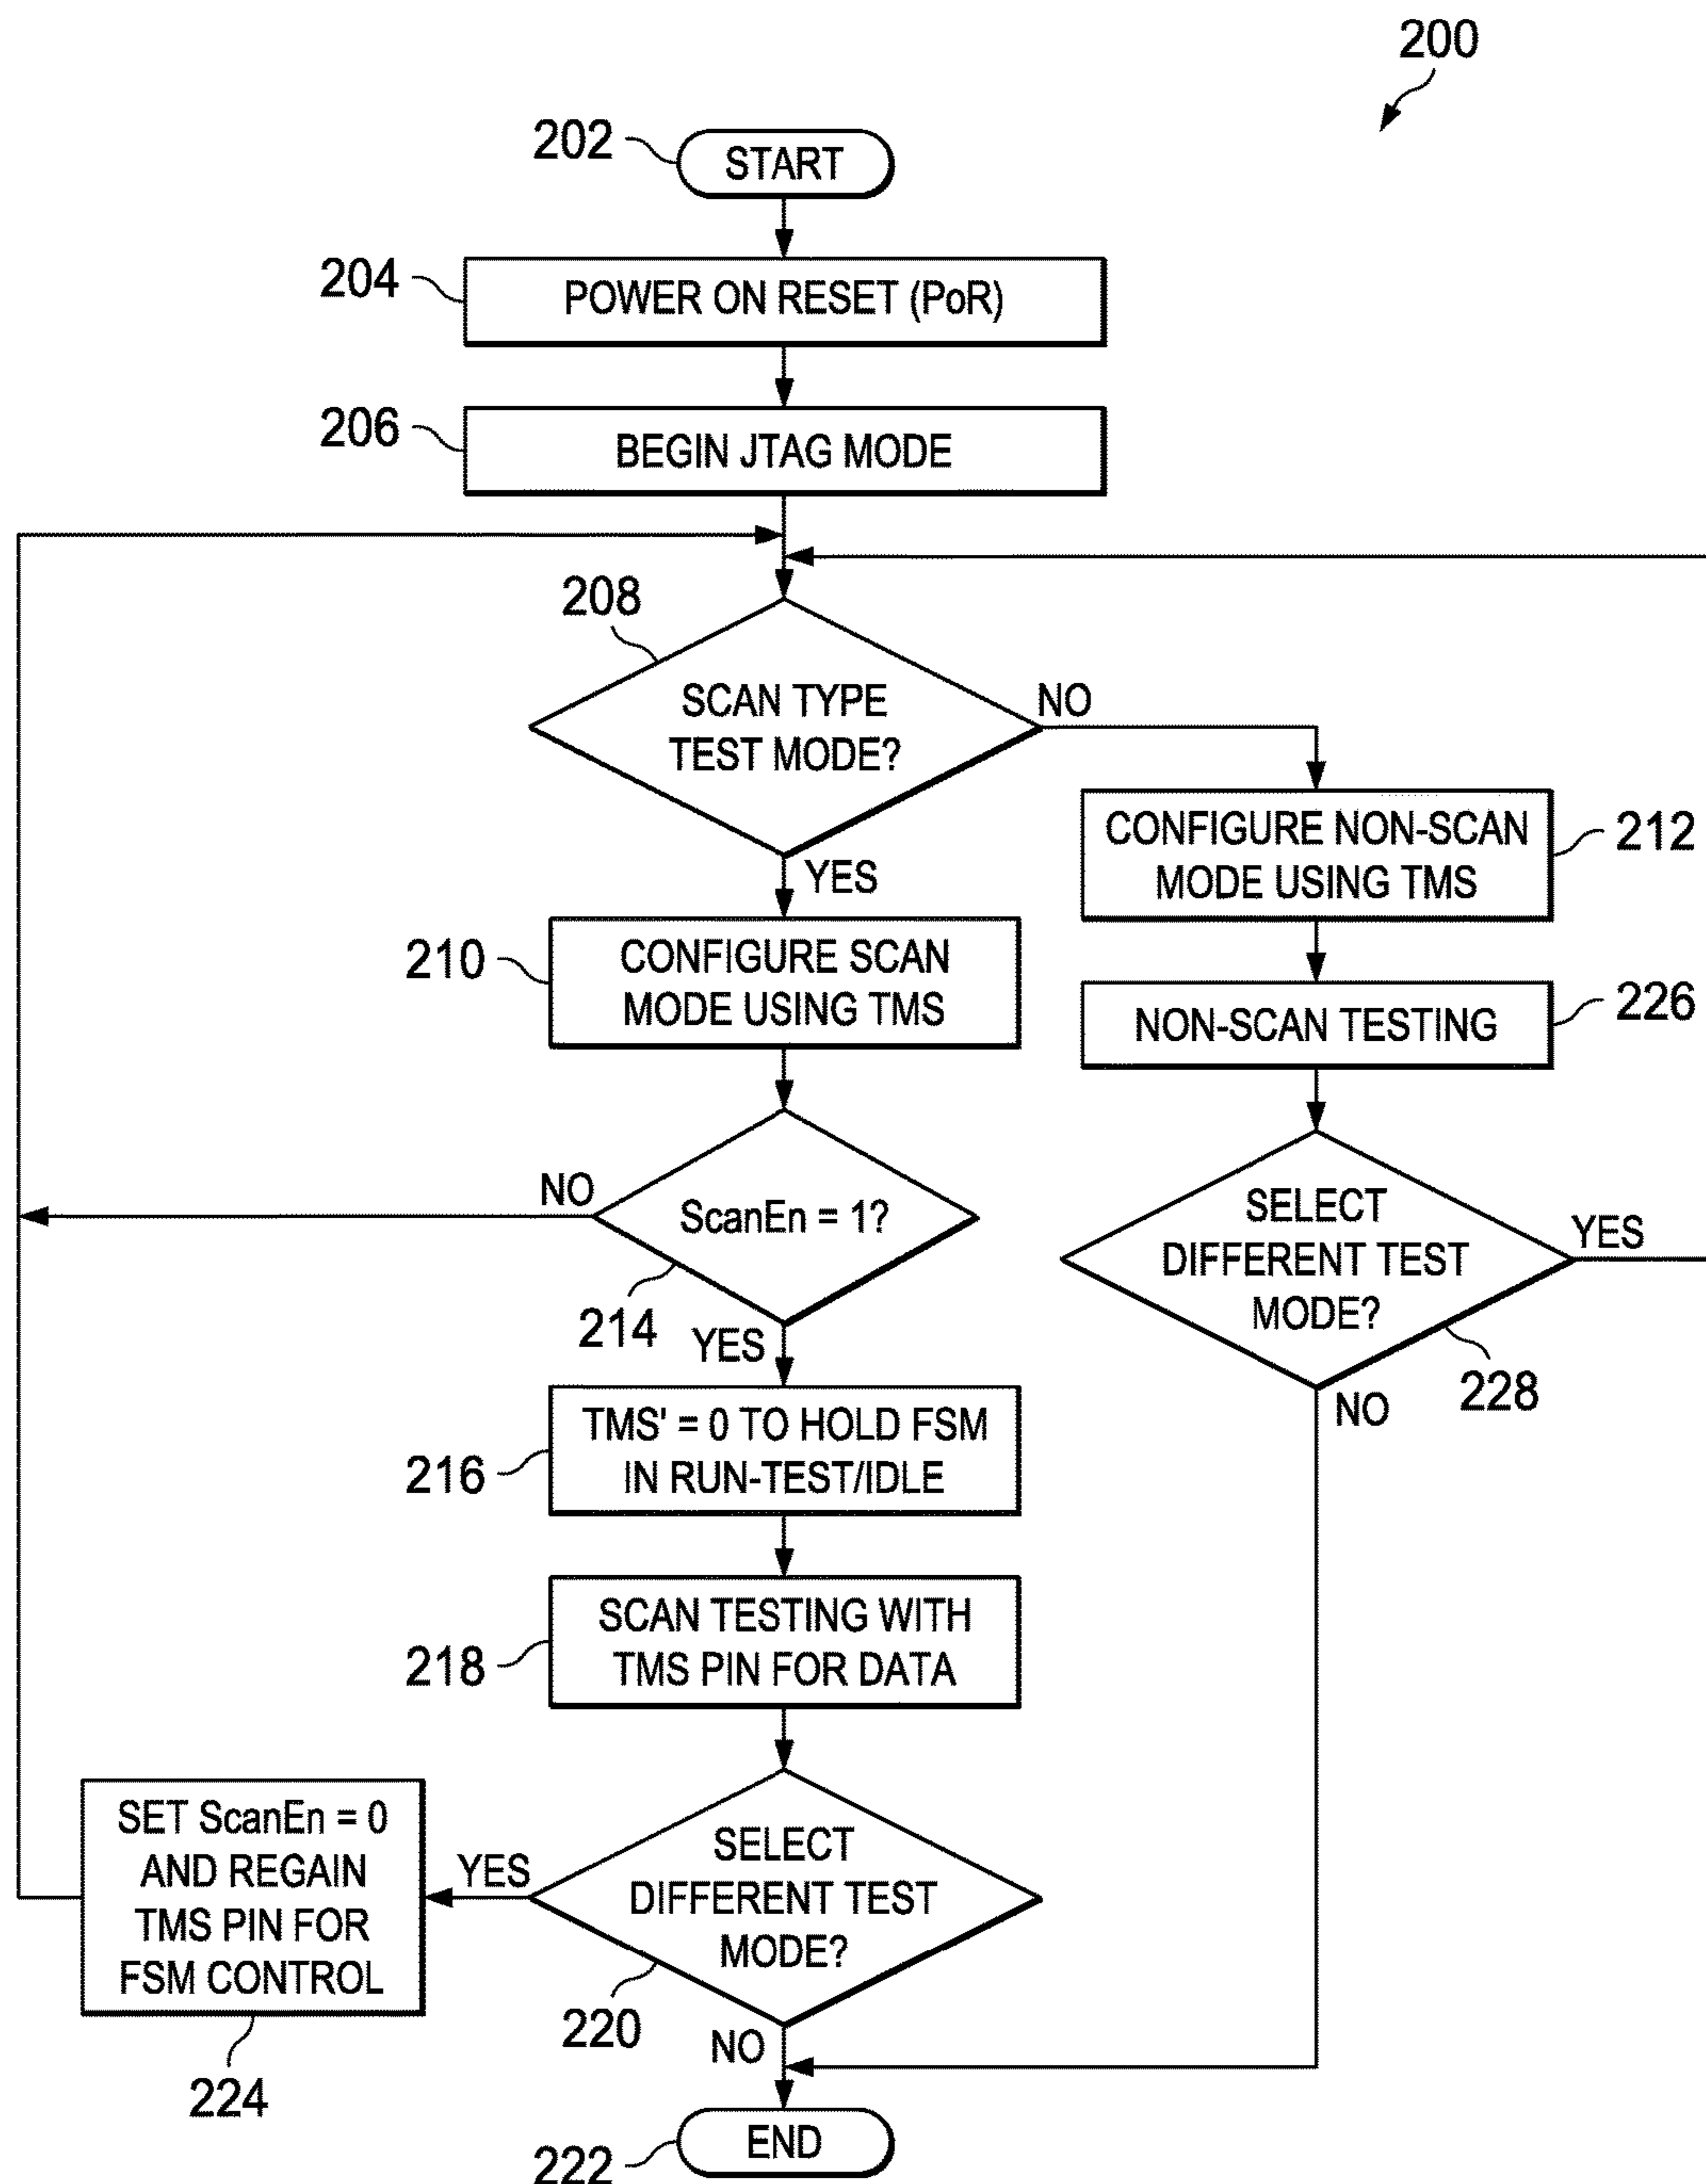 200
202
START
204
POWER ON RESET (PoR)
206
BEGIN JTAG MODE
208
SCAN TYPE
TEST MODE?
NO
YES
CONFIGURE NON-SCAN
MODE USING TMS
212
210
CONFIGURE SCAN
MODE USING TMS
NON-SCAN TESTING
226
NO
ScanEn = 1?
214
YES
SELECT
DIFFERENT TEST
MODE?
YES
228
NO
216
TMS' = 0 TO HOLD FSM
IN RUN-TEST/IDLE
218
SCAN TESTING WITH
TMS PIN FOR DATA
SET ScanEn = 0
AND REGAIN
TMS PIN FOR
FSM CONTROL
224
YES
SELECT
DIFFERENT TEST
MODE?
220
NO
222
END